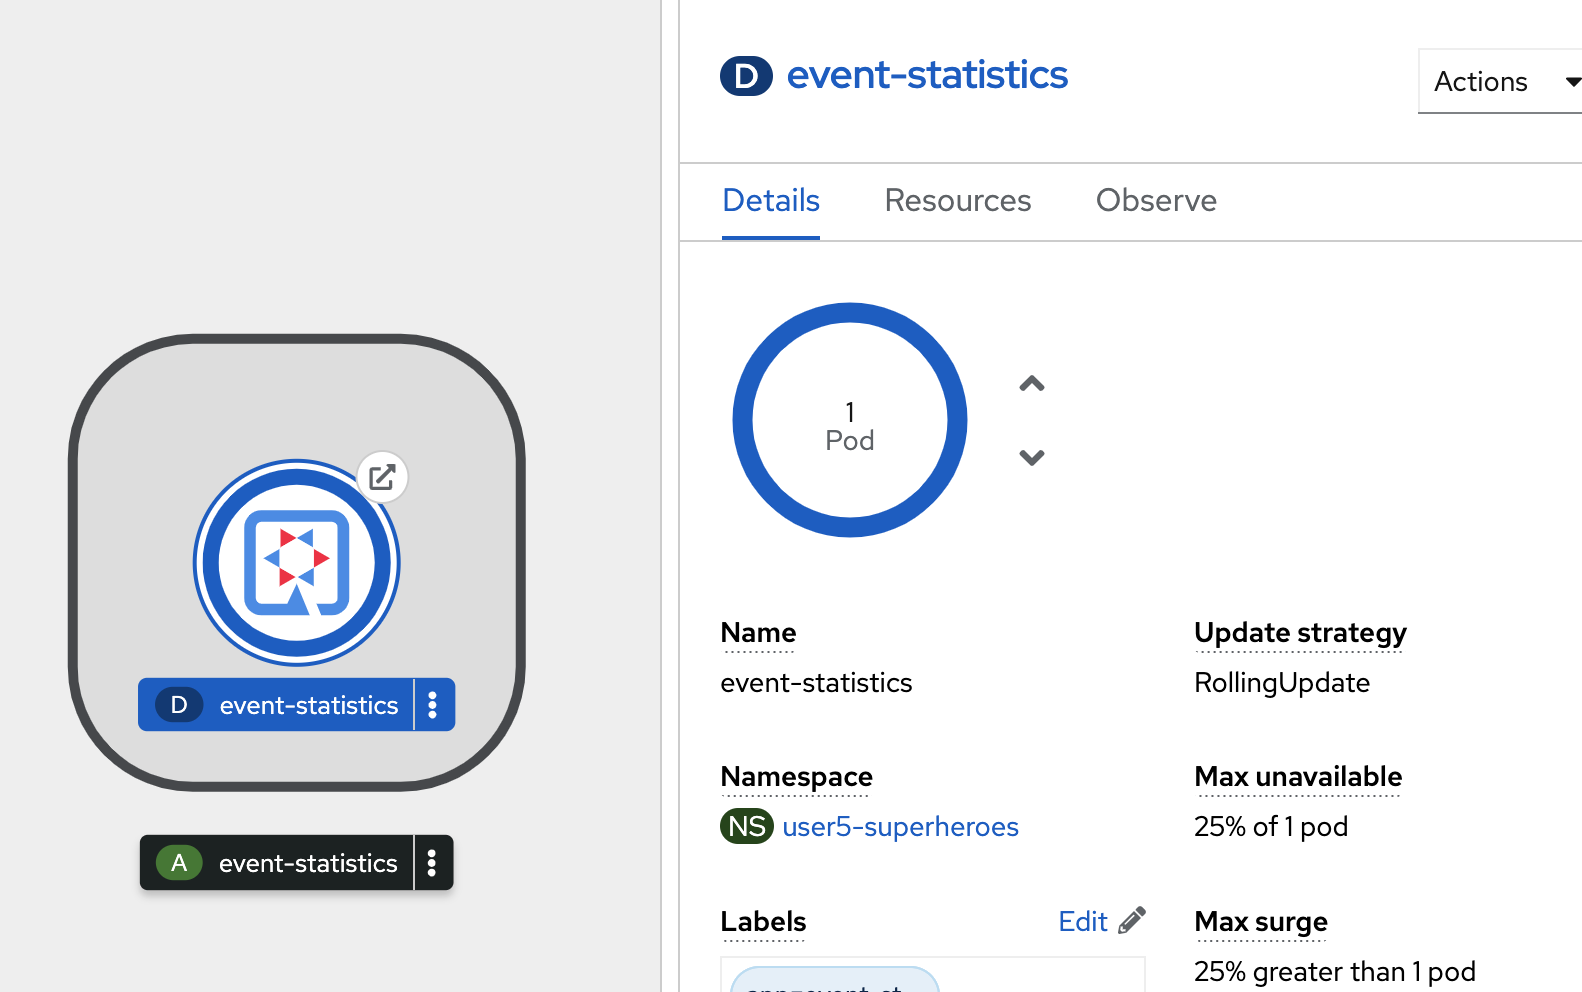 D event-statistics
Actions
Details Resources Observe
1
Pod
Name
event-statistics
Update strategy
RollingUpdate
Namespace
NS user5-superheroes
Max unavailable
25% of 1 pod
Labels
Edit
Max surge
25% greater than 1 pod
D event-statistics
A event-statistics